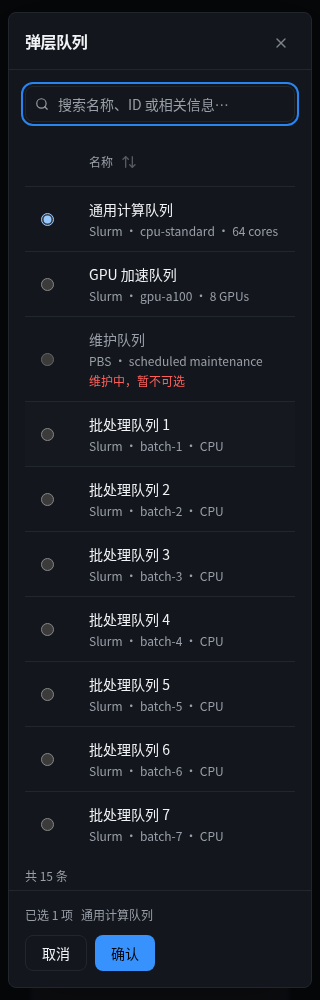 弹层队列
搜索名称、ID 或相关信息…
名称
通用计算队列
Slurm • cpu-standard • 64 cores
GPU 加速队列
Slurm • gpu-a100 • 8 GPUs
维护队列
PBS • scheduled maintenance
维护中，暂不可选
批处理队列 1
Slurm • batch-1 • CPU
批处理队列 2
Slurm • batch-2 • CPU
批处理队列 3
Slurm • batch-3 • CPU
批处理队列 4
Slurm • batch-4 • CPU
批处理队列 5
Slurm • batch-5 • CPU
批处理队列 6
Slurm • batch-6 • CPU
批处理队列 7
Slurm • batch-7 • CPU
共 15 条
已选 1 项 通用计算队列
取消 确认